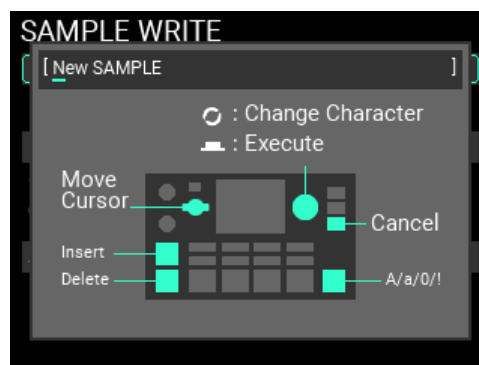 SAMPLE WRITE
[ New SAMPLE ]
: Change Character
: Execute
Move
Cursor
Cancel
Insert
Delete
A/a/0/!